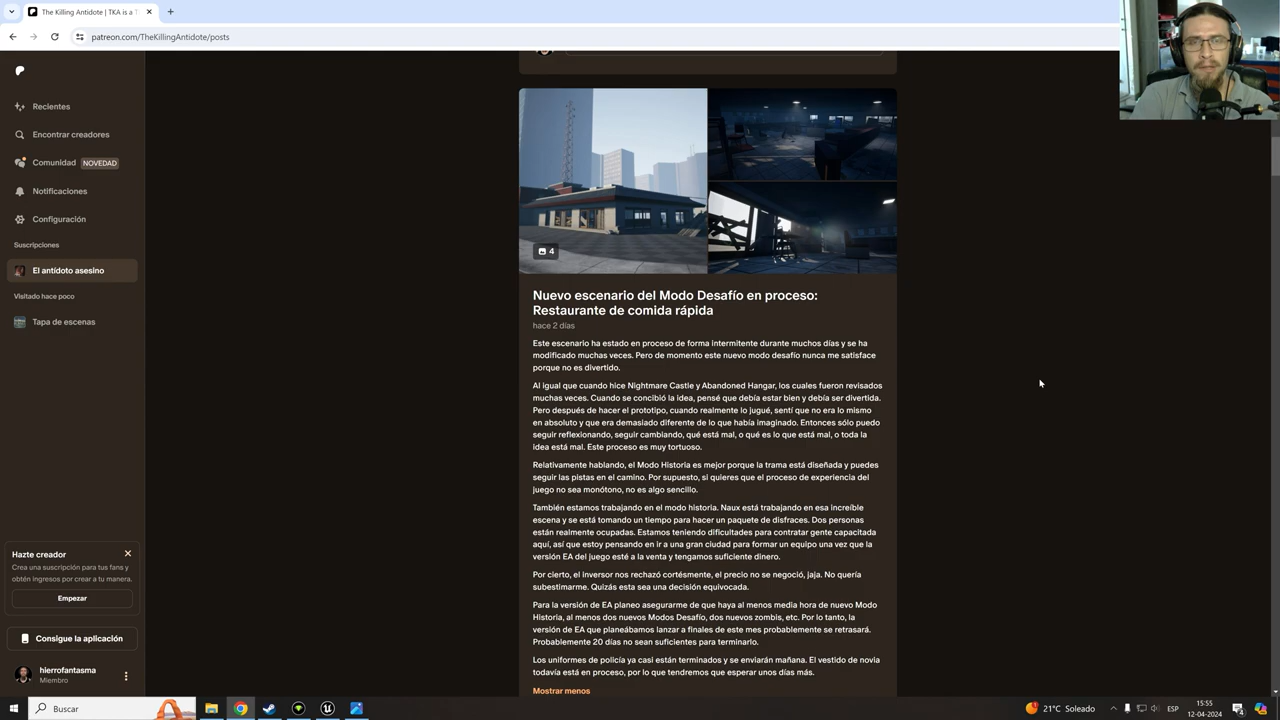 The Killing Antidote | TKA is a T
patreon.com/TheKillingAntidote/posts
Recientes
Encontrar creadores
Comunidad NOVEDAD
Notificaciones
Configuración
Suscripciones
El antídoto asesino
Visitado hace poco
Tapa de escenas
Hazte creador
Crea una suscripción para tus fans y
obtén ingresos por crear a tu manera.
Empezar
Consigue la aplicación
hierrofantasma
Miembro
4
Nuevo escenario del Modo Desafío en proceso:
Restaurante de comida rápida
hace 2 días
Este escenario ha estado en proceso de forma intermitente durante muchos días y se ha
modificado muchas veces. Pero de momento este nuevo modo desafío nunca me satisface
porque no es divertido.
Al igual que cuando hice Nightmare Castle y Abandoned Hangar, los cuales fueron revisados
muchas veces. Cuando se concibió la idea, pensé que debía estar bien y debía ser divertida.
Pero después de hacer el prototipo, cuando realmente lo jugué, sentí que no era lo mismo
en absoluto y que era demasiado diferente de lo que había imaginado. Entonces sólo puedo
seguir reflexionando, seguir cambiando, qué está mal, o qué es lo que está mal, o toda la
idea está mal. Este proceso es muy tortuoso.
Relativamente hablando, el Modo Historia es mejor porque la trama está diseñada y puedes
seguir las pistas en el camino. Por supuesto, si quieres que el proceso de experiencia del
juego no sea monótono, no es algo sencillo.
También estamos trabajando en el modo historia. Naux está trabajando en esa increíble
escena y se está tomando un tiempo para hacer un paquete de disfraces. Dos personas
están realmente ocupadas. Estamos teniendo dificultades para contratar gente capacitada
aquí, así que estoy pensando en ir a una gran ciudad para formar un equipo una vez que la
versión EA del juego esté a la venta y tengamos suficiente dinero.
Por cierto, el inversor nos rechazó cortésmente, el precio no se negoció, jaja. No quería
subestimarme. Quizás esta sea una decisión equivocada.
Para la versión de EA planeo asegurarme de que haya al menos media hora de nuevo Modo
Historia, al menos dos nuevos Modos Desafío, dos nuevos zombis, etc. Por lo tanto, la
versión de EA que planeábamos lanzar a finales de este mes probablemente se retrasará.
Probablemente 20 días no sean suficientes para terminarlo.
Los uniformes de policía ya casi están terminados y se enviarán mañana. El vestido de novia
todavía está en proceso, por lo que tendremos que esperar unos días más.
Mostrar menos
Buscar
21°C Soleado
ESP
15:55
12-04-2024